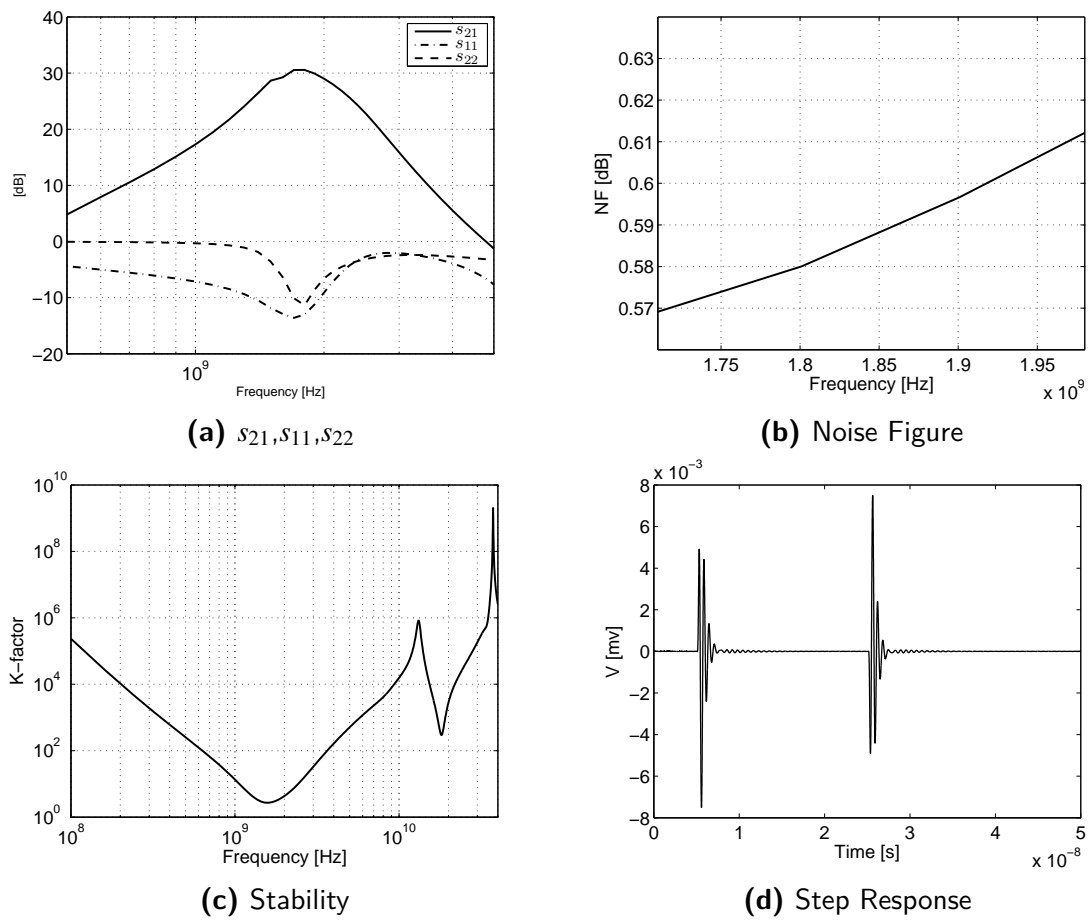 40
30
20
10
0
−10
−20
[dB]
s21
s11
s22
10^9
Frequency [Hz]
(a) s21,s11,s22
0.63
0.62
0.61
0.6
0.59
0.58
0.57
NF [dB]
1.75 1.8 1.85 1.9 1.95
Frequency [Hz]
x 10^9
(b) Noise Figure
10^10
10^8
10^6
10^4
10^2
10^0
K−factor
10^8 10^9 10^10
Frequency [Hz]
(c) Stability
x 10^−3
8
6
4
2
0
−2
−4
−6
−8
V [mv]
0 1 2 3 4 5
Time [s]
x 10^−8
(d) Step Response